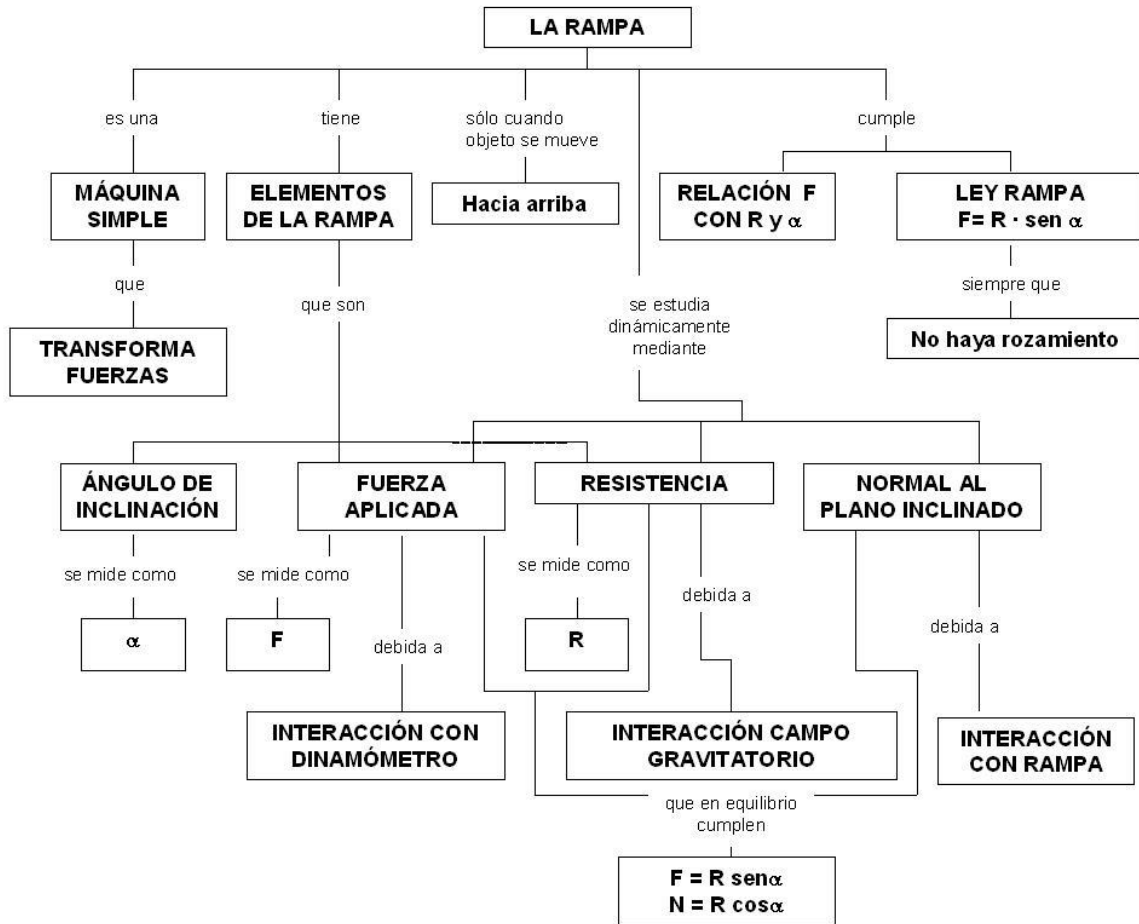 LA RAMPA
es una
tiene
sólo cuando
objeto se mueve
cumple
MÁQUINA
SIMPLE
ELEMENTOS
DE LA RAMPA
Hacia arriba
RELACIÓN F
CON R y α
LEY RAMPA
F= R · sen α
que
que son
se estudia
dinámicamente
mediante
siempre que
TRANSFORMA
FUERZAS
No haya rozamiento
ÁNGULO DE
INCLINACIÓN
FUERZA
APLICADA
RESISTENCIA
NORMAL AL
PLANO INCLINADO
se mide como
se mide como
se mide como
debida a
α
F
debida a
R
debida a
INTERACCIÓN CON
DINAMÓMETRO
INTERACCIÓN CAMPO
GRAVITATORIO
INTERACCIÓN
CON RAMPA
que en equilibrio
cumplen
F = R senα
N = R cosα